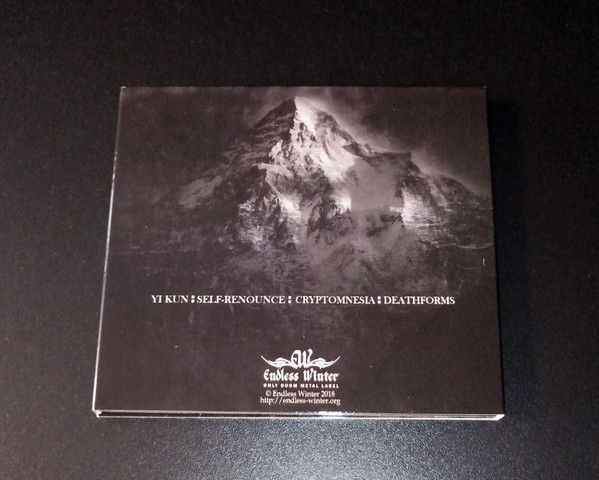 YI KUN : SELF-RENOUNCE : CRYPTOMNESIA : DEATHFORMS
EW
Endless Winter
ONLY DOOM METAL LABEL
© Endless Winter 2018
http://endless-winter.org